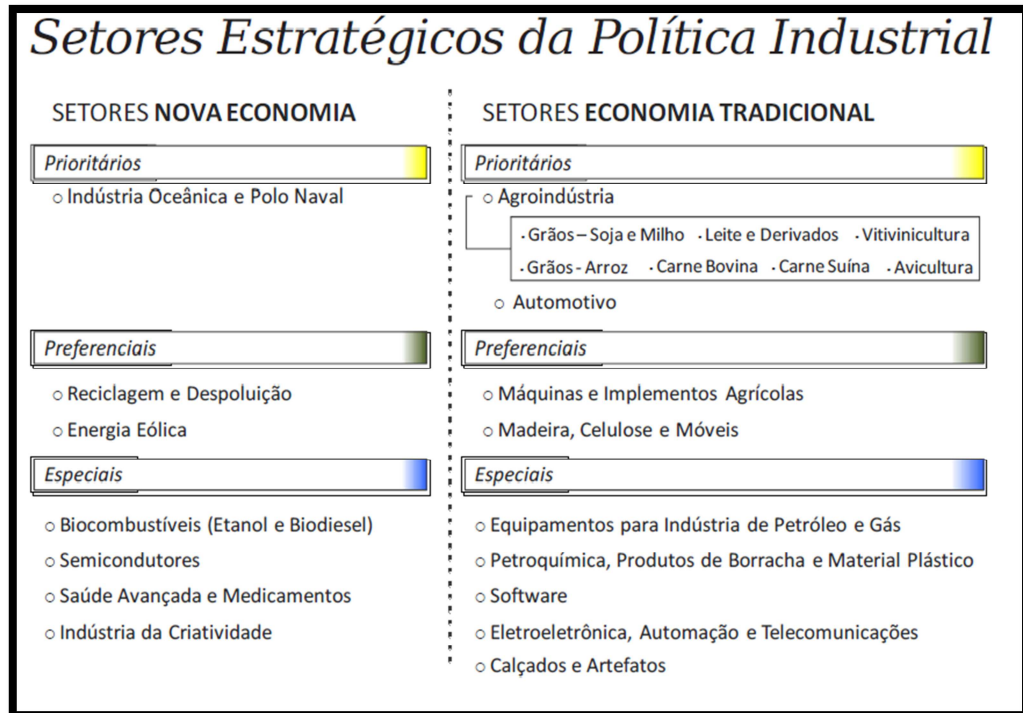 Setores Estratégicos da Política Industrial
SETORES NOVA ECONOMIA
Prioritários
○ Indústria Oceânica e Polo Naval
Preferenciais
○ Reciclagem e Despoluição
○ Energia Eólica
Especiais
○ Biocombustíveis (Etanol e Biodiesel)
○ Semicondutores
○ Saúde Avançada e Medicamentos
○ Indústria da Criatividade
SETORES ECONOMIA TRADICIONAL
Prioritários
○ Agroindústria
· Grãos – Soja e Milho · Leite e Derivados · Vitivinicultura
· Grãos - Arroz · Carne Bovina · Carne Suína · Avicultura
○ Automotivo
Preferenciais
○ Máquinas e Implementos Agrícolas
○ Madeira, Celulose e Móveis
Especiais
○ Equipamentos para Indústria de Petróleo e Gás
○ Petroquímica, Produtos de Borracha e Material Plástico
○ Software
○ Eletroeletrônica, Automação e Telecomunicações
○ Calçados e Artefatos